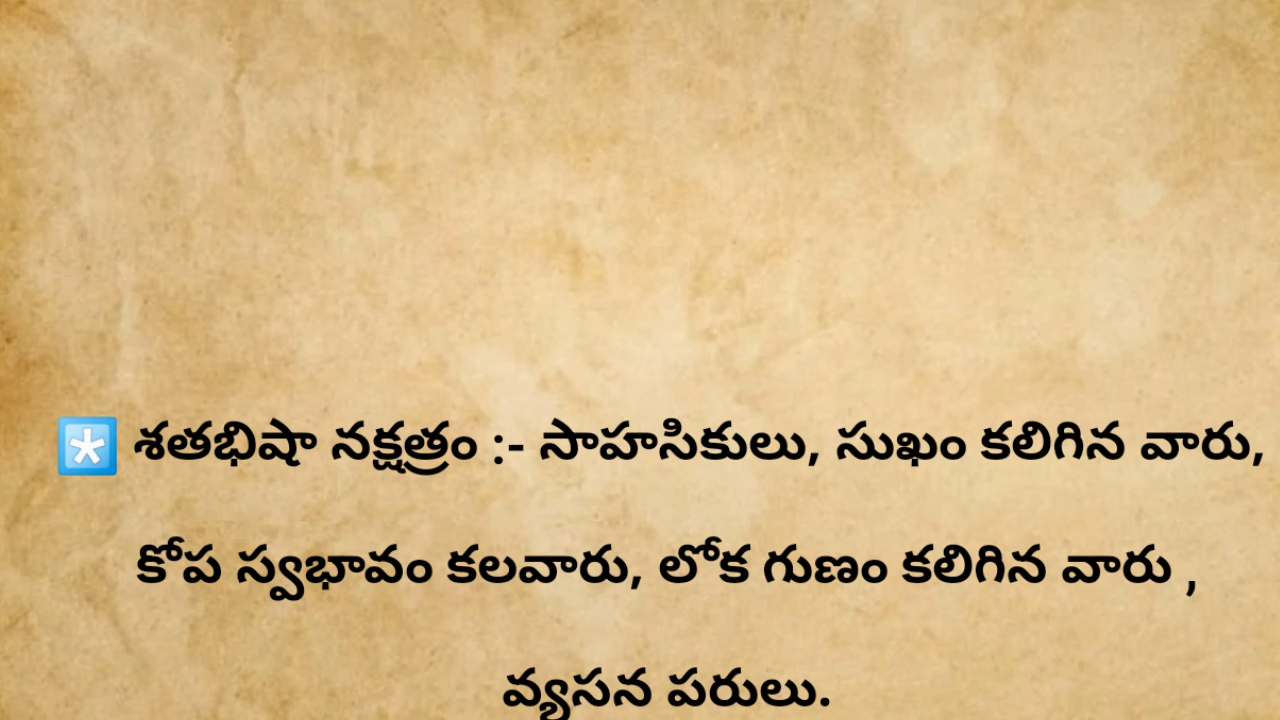 *️⃣ శతభిషా నక్షత్రం :- సాహసికులు, సుఖం కలిగిన వారు,
కోప స్వభావం కలవారు, లోక గుణం కలిగిన వారు ,
వ్యసన పరులు.